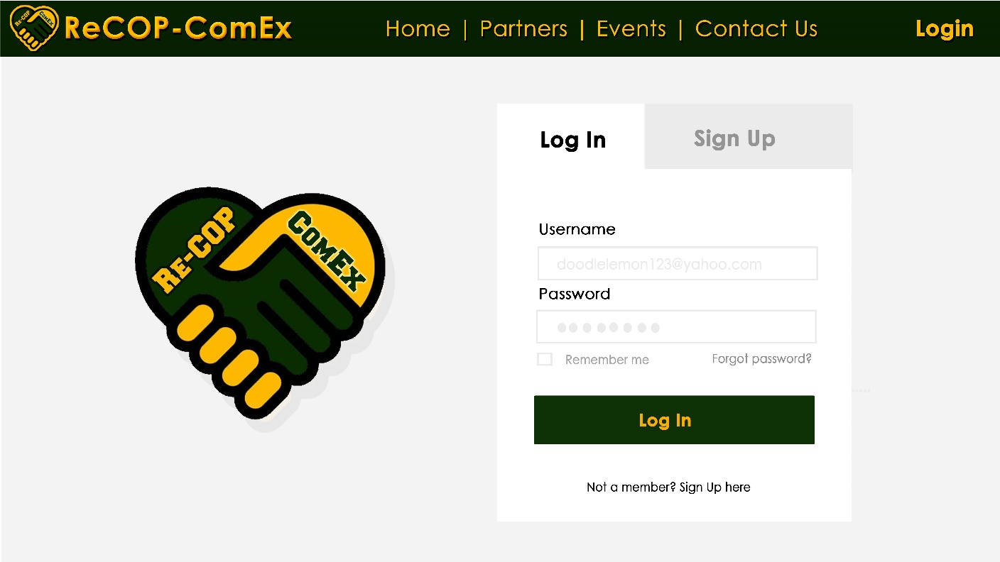 Re-COP ComEx ReCOP-ComEx Home | Partners | Events | Contact Us Login
Log In Sign Up
Re-COP ComEx
Username
doodlelemon123@yahoo.com
Password
Remember me Forgot password?
Log In
Not a member? Sign Up here